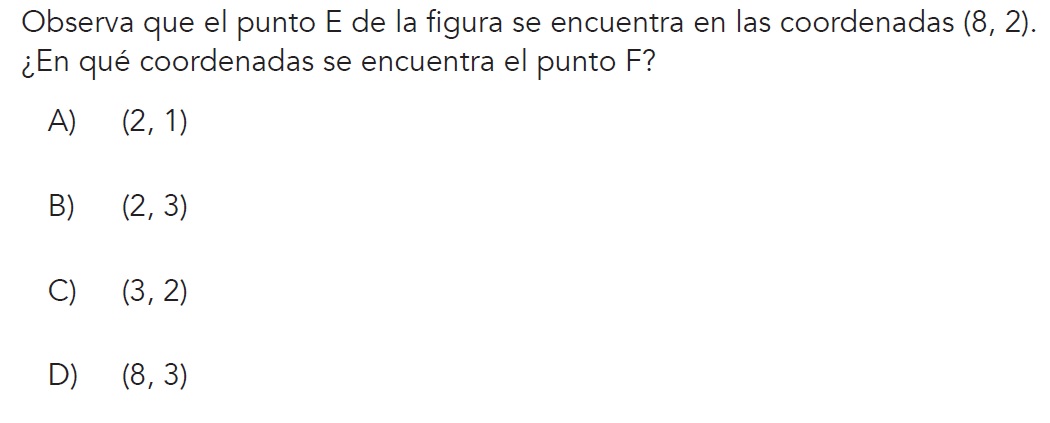 Observa que el punto E de la figura se encuentra en las coordenadas (8, 2).
¿En qué coordenadas se encuentra el punto F?
A) (2, 1)
B) (2, 3)
C) (3, 2)
D) (8, 3)